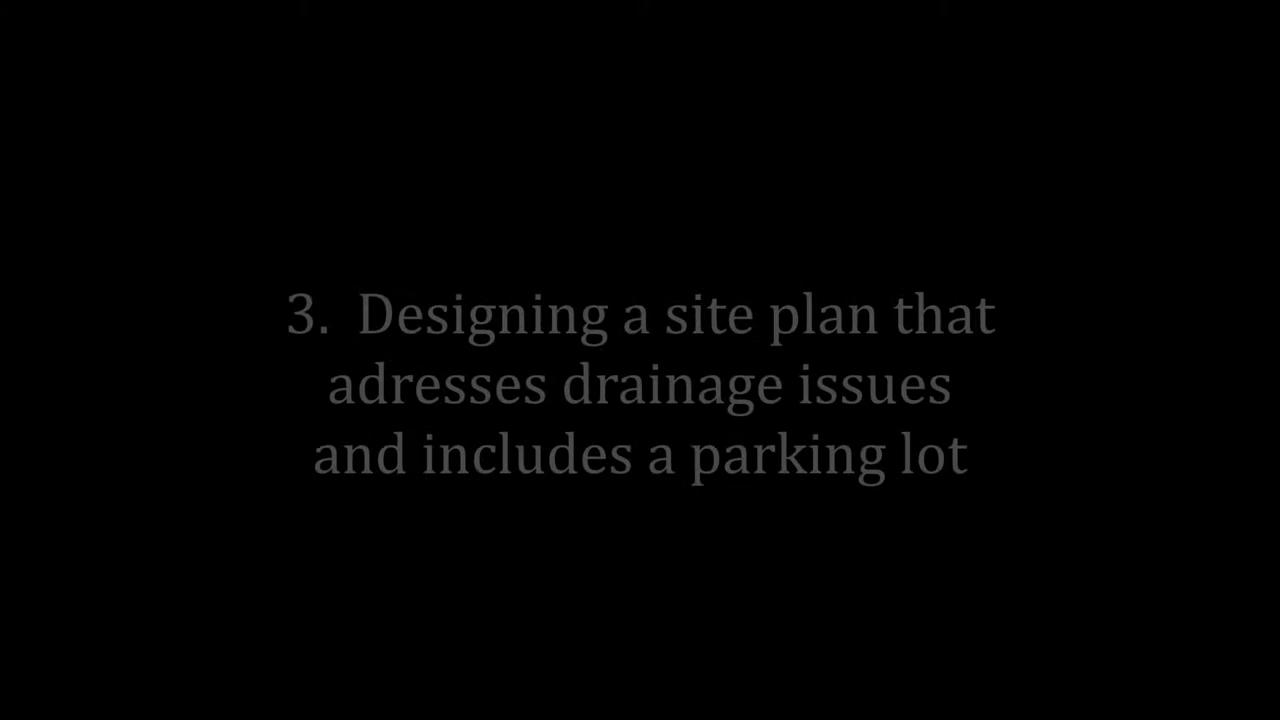 3.  Designing a site plan that
adresses drainage issues
and includes a parking lot